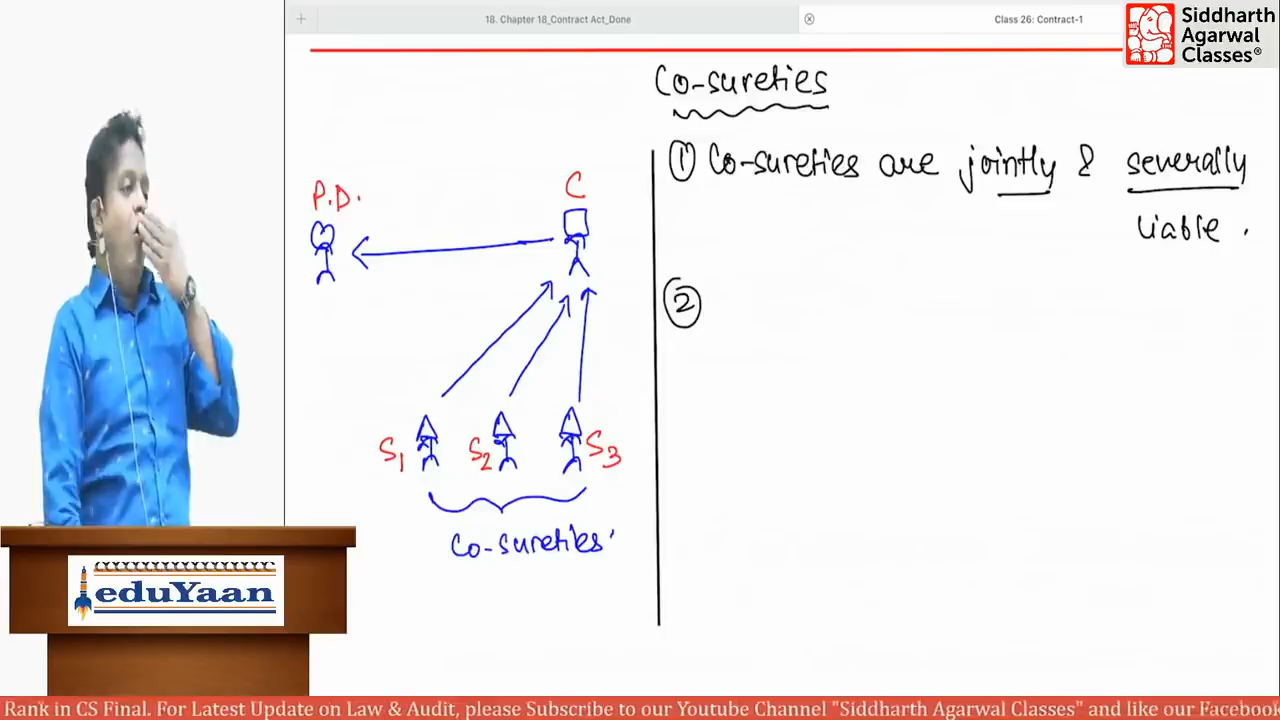 18. Chapter 18_Contract Act_Done
Class 26: Contract-1
Siddharth
Agarwal
Classes®
Co-sureties
① Co-sureties are jointly & severally
liable.
P.D.
C
②
S1
S2
S3
Co-sureties
eduYaan
Rank in CS Final. For Latest Update on Law & Audit, please Subscribe to our Youtube Channel "Siddharth Agarwal Classes" and like our Facebook